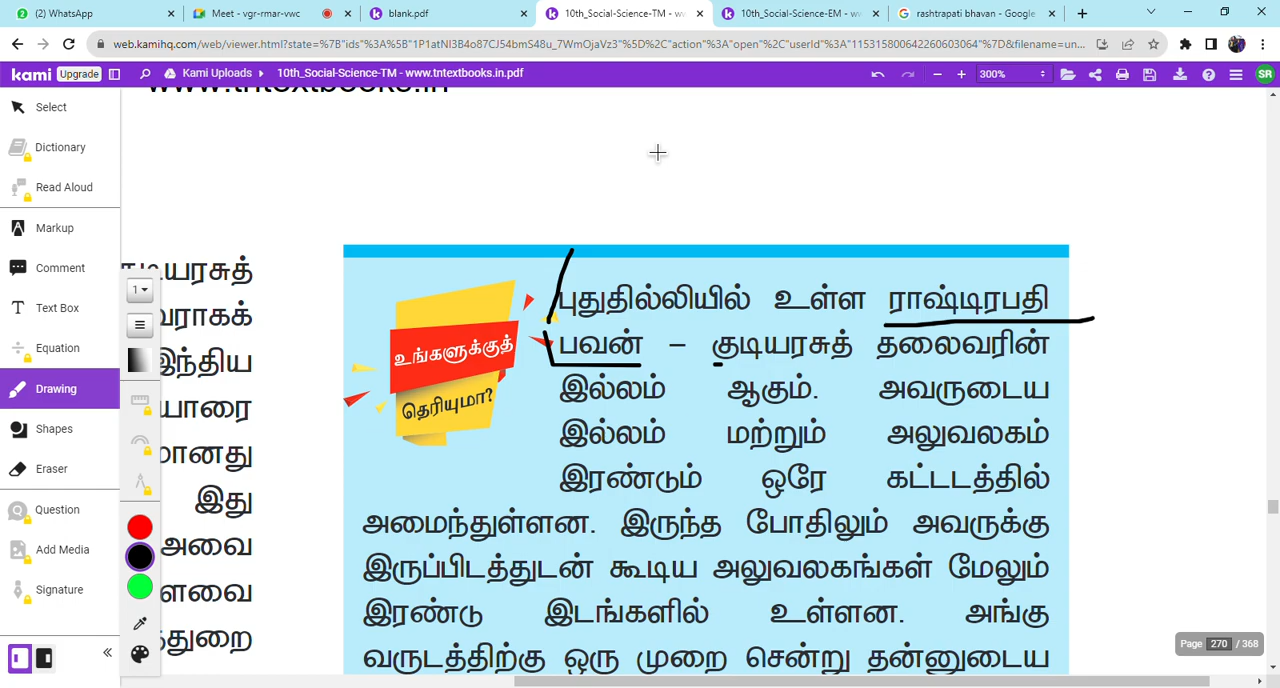 (2) WhatsApp
Meet - vgr-rmar-vwc
blank.pdf
10th_Social-Science-TM - ww
10th_Social-Science-EM - ww
rashtrapati bhavan - Google
web.kamihq.com/web/viewer.html?state=%7B"ids"%3A%5B"1P1atNI3B4o87CJ54bmS48u_7WmOjaVz3"%5D%2C"action"%3A"open"%2C"userId"%3A"115315800642260603064"%7D&filename=un...
kami Upgrade Kami Uploads 10th_Social-Science-TM - www.tntextbooks.in.pdf 300% SR
www.tntextbooks.in
Select
Dictionary
Read Aloud
Markup
Comment
Text Box
Equation
Drawing
Shapes
Eraser
Question
Add Media
Signature
1
வராகக்
இந்திய
யாரை
மானது
இது
அவை
ளவை
த்துறை
உங்களுக்குத்
தெரியுமா?
புதுதில்லியில் உள்ள ராஷ்டிரபதி
பவன் – குடியரசுத் தலைவரின்
இல்லம் ஆகும். அவருடைய
இல்லம் மற்றும் அலுவலகம்
இரண்டும் ஒரே கட்டடத்தில்
அமைந்துள்ளன. இருந்த போதிலும் அவருக்கு
இருப்பிடத்துடன் கூடிய அலுவலகங்கள் மேலும்
இரண்டு இடங்களில் உள்ளன. அங்கு
வருடத்திற்கு ஒரு முறை சென்று தன்னுடைய
Page 270 / 368